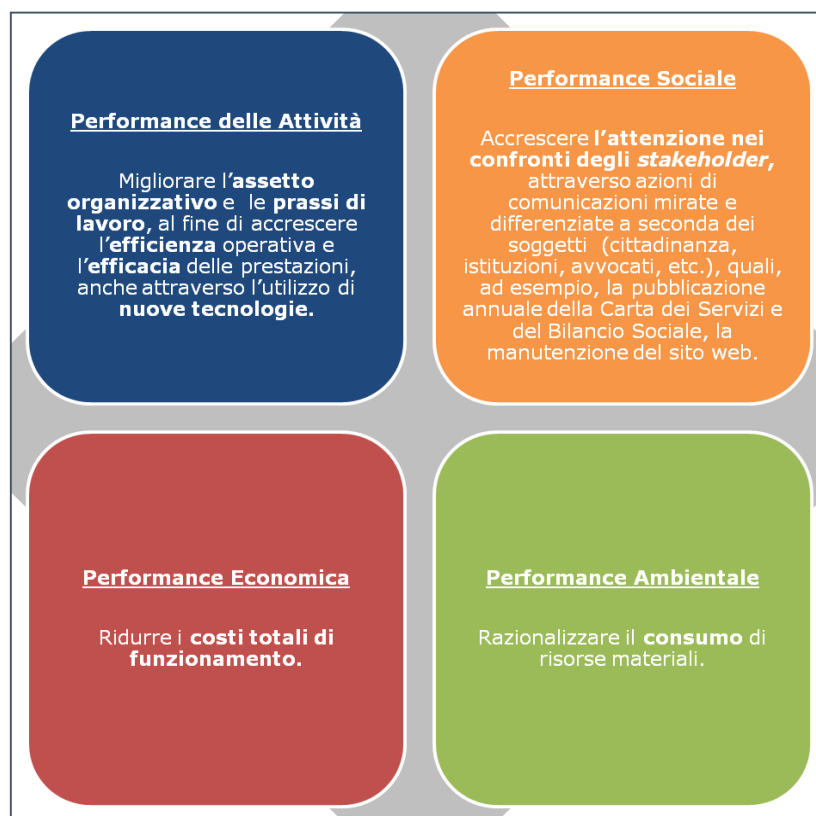 Performance delle Attività
Migliorare l'assetto
organizzativo e le prassi di
lavoro, al fine di accrescere
l'efficienza operativa e
l'efficacia delle prestazioni,
anche attraverso l'utilizzo di
nuove tecnologie.
Performance Sociale
Accrescere l'attenzione nei
confronti degli stakeholder,
attraverso azioni di
comunicazioni mirate e
differenziate a seconda dei
soggetti (cittadinanza,
istituzioni, avvocati, etc.), quali,
ad esempio, la pubblicazione
annuale della Carta dei Servizi e
del Bilancio Sociale, la
manutenzione del sito web.
Performance Economica
Ridurre i costi totali di
funzionamento.
Performance Ambientale
Razionalizzare il consumo di
risorse materiali.